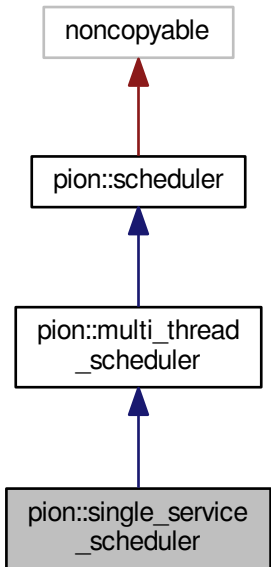 noncopyable
pion::scheduler
pion::multi_thread
_scheduler
pion::single_service
_scheduler